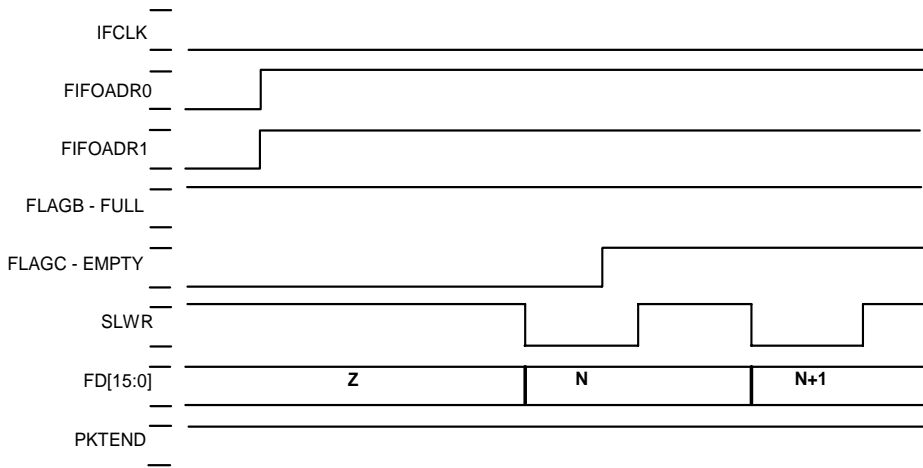 IFCLK
FIFOADR0
FIFOADR1
FLAGB - FULL
FLAGC - EMPTY
SLWR
FD[15:0] Z N N+1
PKTEND